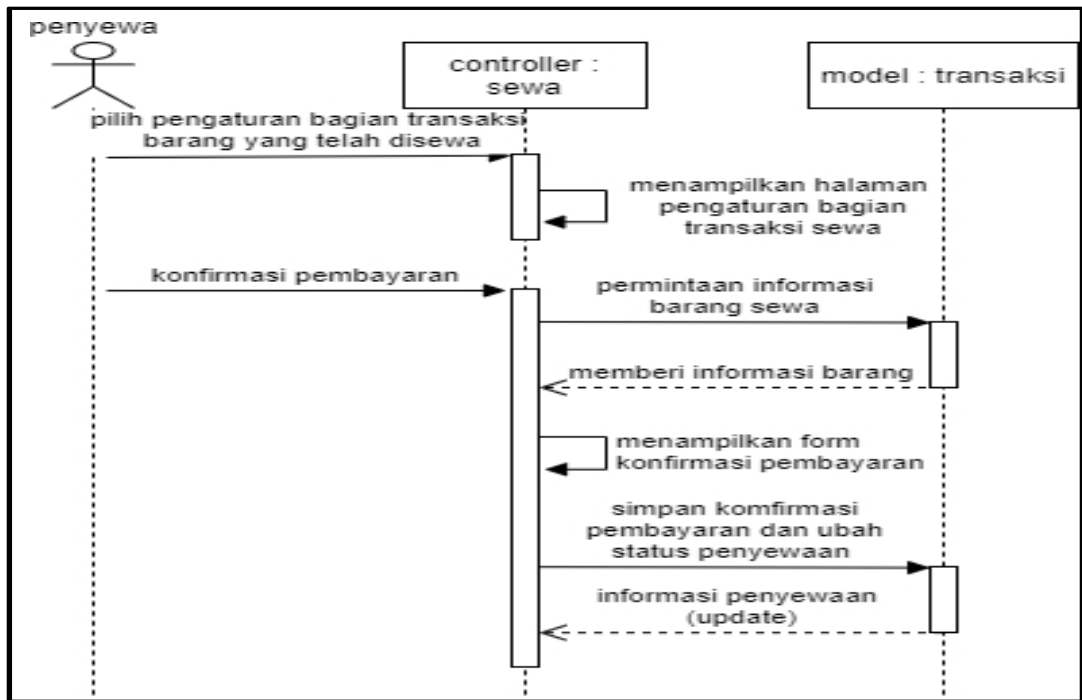 penyewa
controller :
sewa
model : transaksi
pilih pengaturan bagian transaksi
barang yang telah disewa
menampilkan halaman
pengaturan bagian
transaksi sewa
konfirmasi pembayaran
permintaan informasi
barang sewa
memberi informasi barang
menampilkan form
konfirmasi pembayaran
simpan komfirmasi
pembayaran dan ubah
status penyewaan
informasi penyewaan
(update)